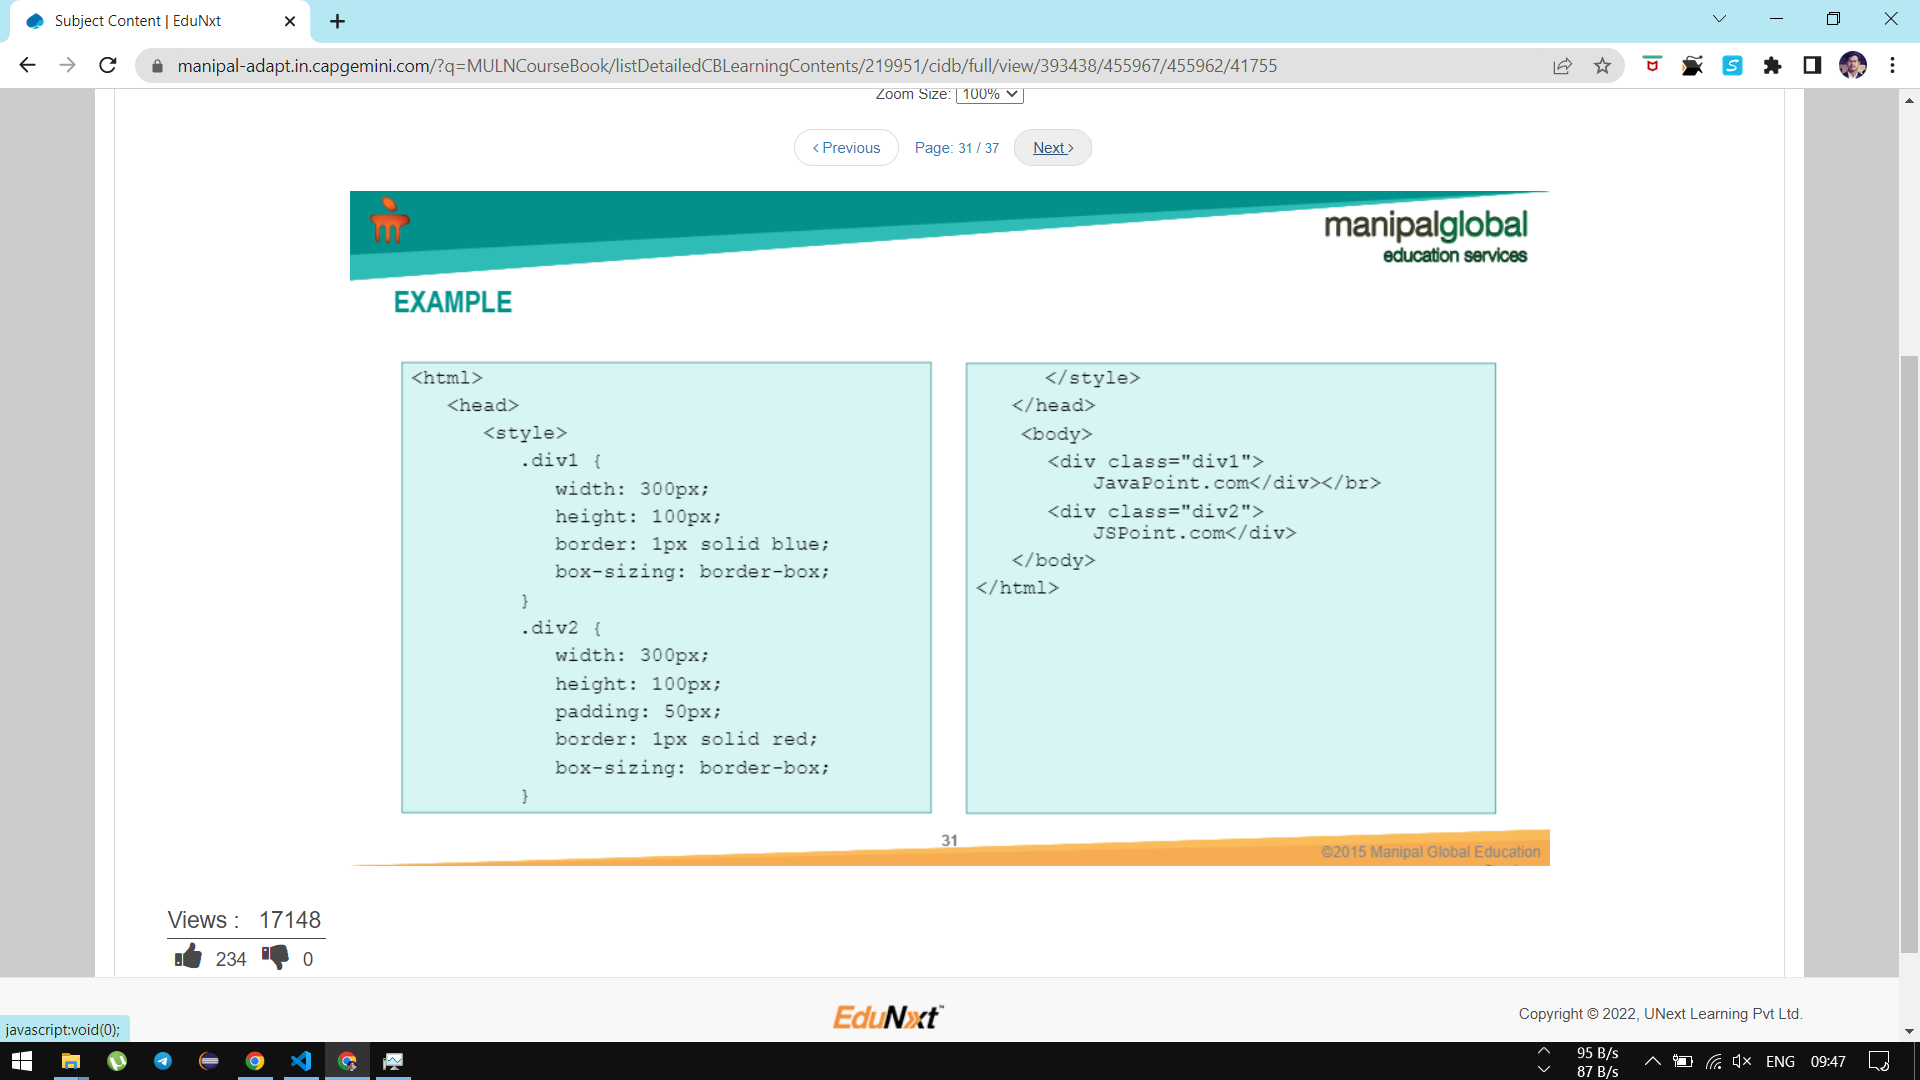 Subject Content | EduNxt
manipal-adapt.in.capgemini.com/?q=MULNCourseBook/listDetailedCBLearningContents/219951/cidb/full/view/393438/455967/455962/41755
Zoom Size: 100%
‹ Previous Page: 31 / 37 Next ›
manipalglobal
education services
EXAMPLE
<html>
<head>
<style>
.div1 {
width: 300px;
height: 100px;
border: 1px solid blue;
box-sizing: border-box;
}
.div2 {
width: 300px;
height: 100px;
padding: 50px;
border: 1px solid red;
box-sizing: border-box;
}
</style>
</head>
<body>
<div class="div1">
JavaPoint.com</div></br>
<div class="div2">
JSPoint.com</div>
</body>
</html>
31
©2015 Manipal Global Education
Views : 17148
234 0
EduNxt™
Copyright © 2022, UNext Learning Pvt Ltd.
javascript:void(0);
95 B/s
87 B/s
ENG 09:47